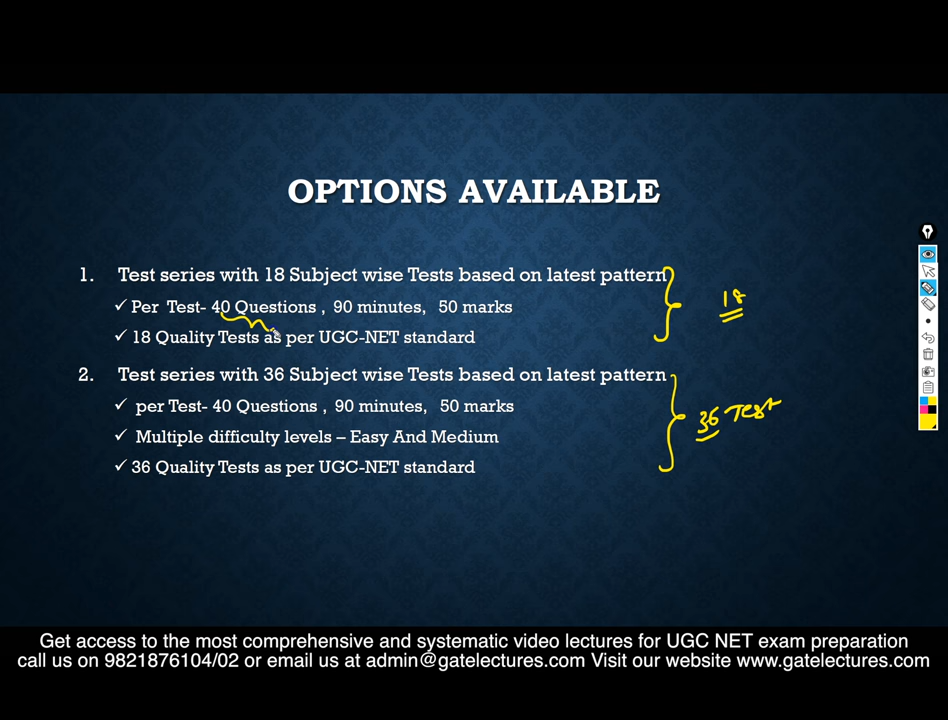 OPTIONS AVAILABLE
1. Test series with 18 Subject wise Tests based on latest pattern
✓ Per Test- 40 Questions , 90 minutes, 50 marks
18
✓ 18 Quality Tests as per UGC-NET standard
2. Test series with 36 Subject wise Tests based on latest pattern
✓ per Test- 40 Questions , 90 minutes, 50 marks
36 Test
✓ Multiple difficulty levels – Easy And Medium
✓ 36 Quality Tests as per UGC-NET standard
Get access to the most comprehensive and systematic video lectures for UGC NET exam preparation
call us on 9821876104/02 or email us at admin@gatelectures.com Visit our website www.gatelectures.com